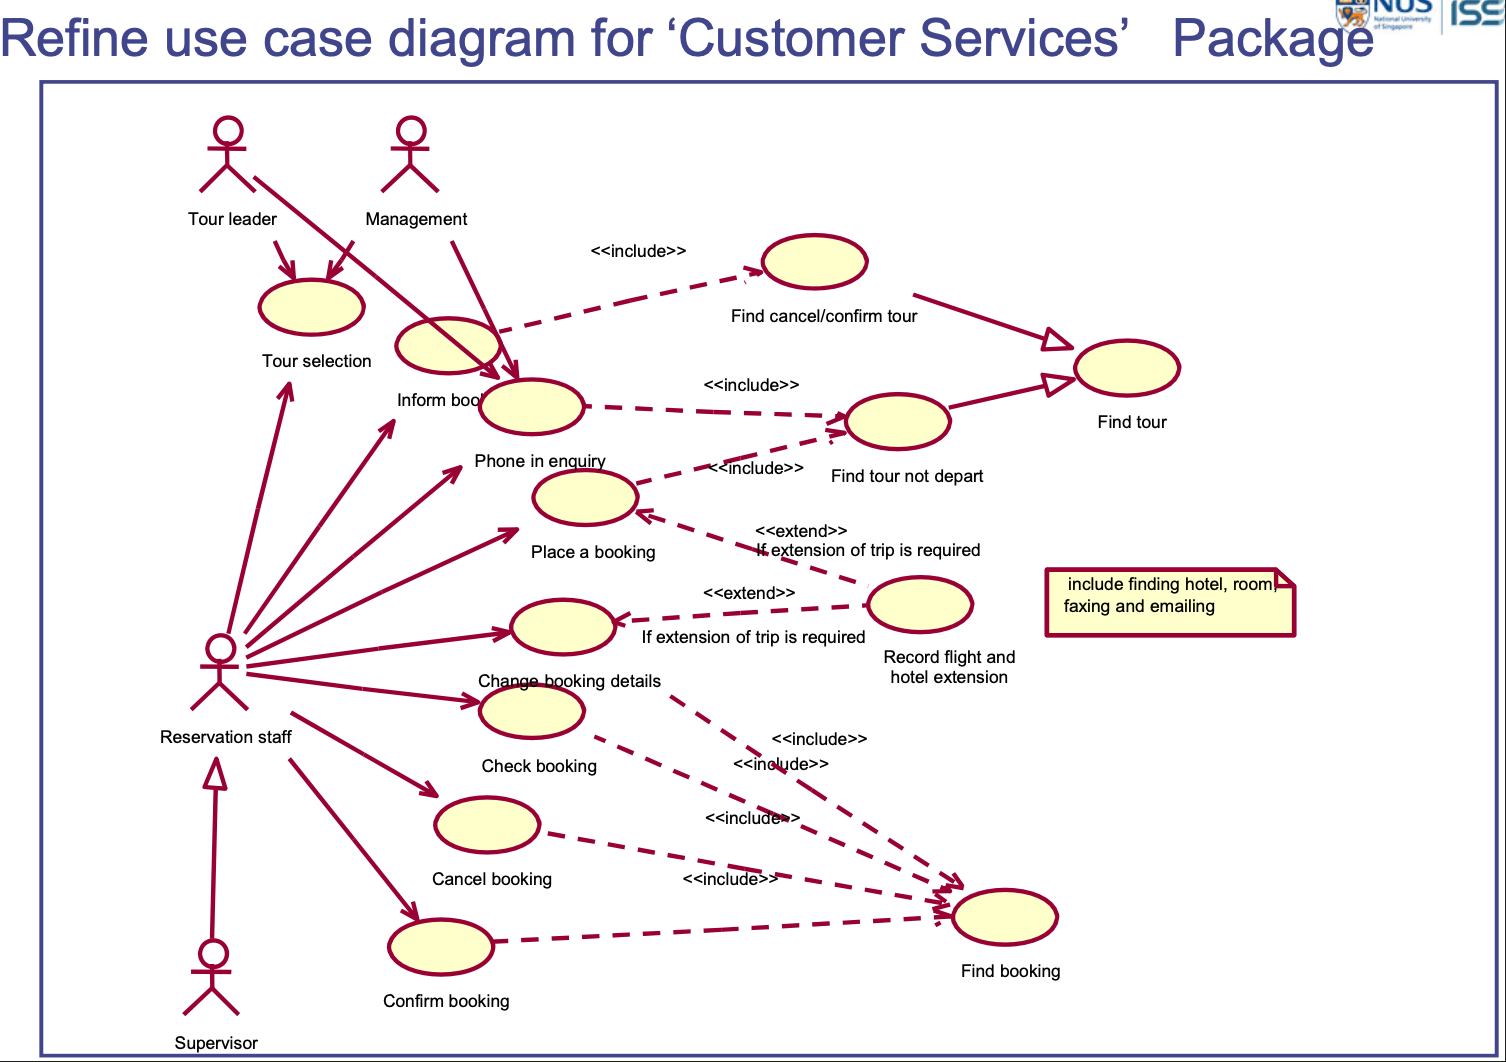 NUS
National University
of Singapore
ISS
Refine use case diagram for ‘Customer Services’ Package
Tour leader
Management
<<include>>
Find cancel/confirm tour
Tour selection
<<include>>
Inform
Find tour
Phone in enquiry
<<include>>
Find tour not depart
<<extend>>
Place a booking
If extension of trip is required
include finding hotel, room,
faxing and emailing
<<extend>>
If extension of trip is required
Record flight and
hotel extension
Change booking details
Reservation staff
<<include>>
Check booking
<<include>>
<<include>>
Cancel booking
<<include>>
Find booking
Confirm booking
Supervisor